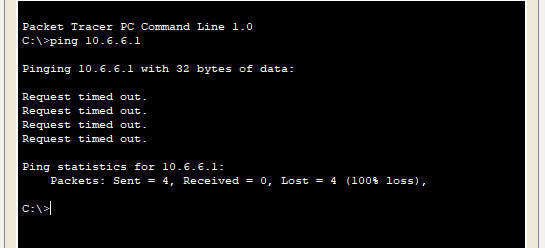 Packet Tracer PC Command Line 1.0
C:\>ping 10.6.6.1
Pinging 10.6.6.1 with 32 bytes of data:
Request timed out.
Request timed out.
Request timed out.
Request timed out.
Ping statistics for 10.6.6.1:
Packets: Sent = 4, Received = 0, Lost = 4 (100% loss),
C:\>